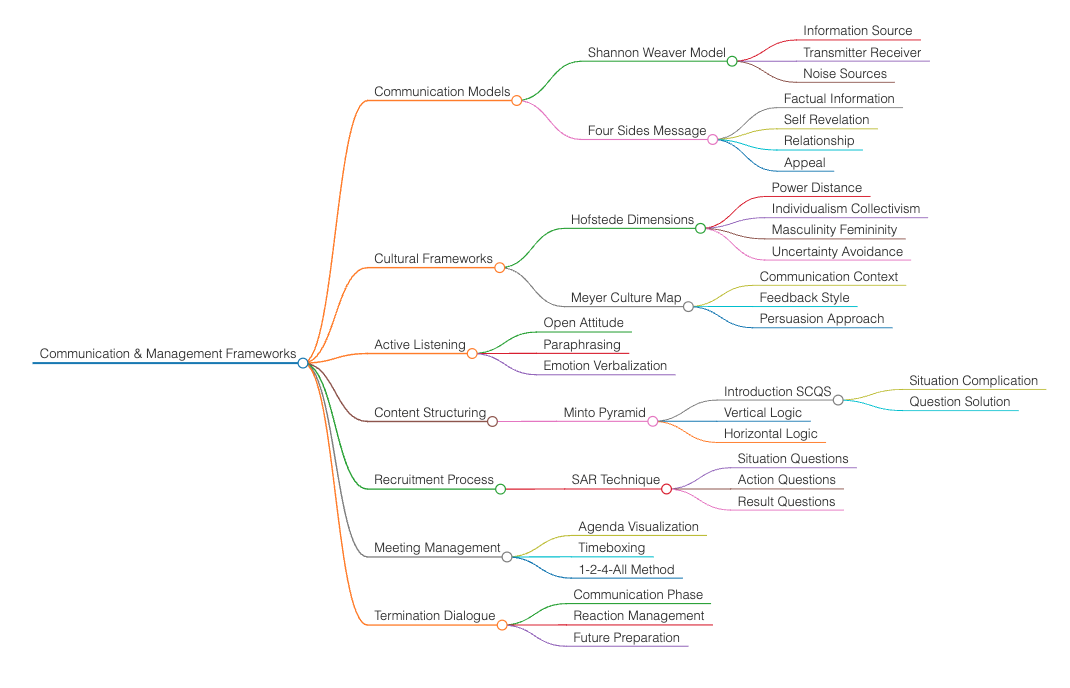 Communication & Management Frameworks
Communication Models
Shannon Weaver Model
Information Source
Transmitter Receiver
Noise Sources
Four Sides Message
Factual Information
Self Revelation
Relationship
Appeal
Cultural Frameworks
Hofstede Dimensions
Power Distance
Individualism Collectivism
Masculinity Femininity
Uncertainty Avoidance
Meyer Culture Map
Communication Context
Feedback Style
Persuasion Approach
Active Listening
Open Attitude
Paraphrasing
Emotion Verbalization
Content Structuring
Minto Pyramid
Introduction SCQS
Situation Complication
Question Solution
Vertical Logic
Horizontal Logic
Recruitment Process
SAR Technique
Situation Questions
Action Questions
Result Questions
Meeting Management
Agenda Visualization
Timeboxing
1-2-4-All Method
Termination Dialogue
Communication Phase
Reaction Management
Future Preparation